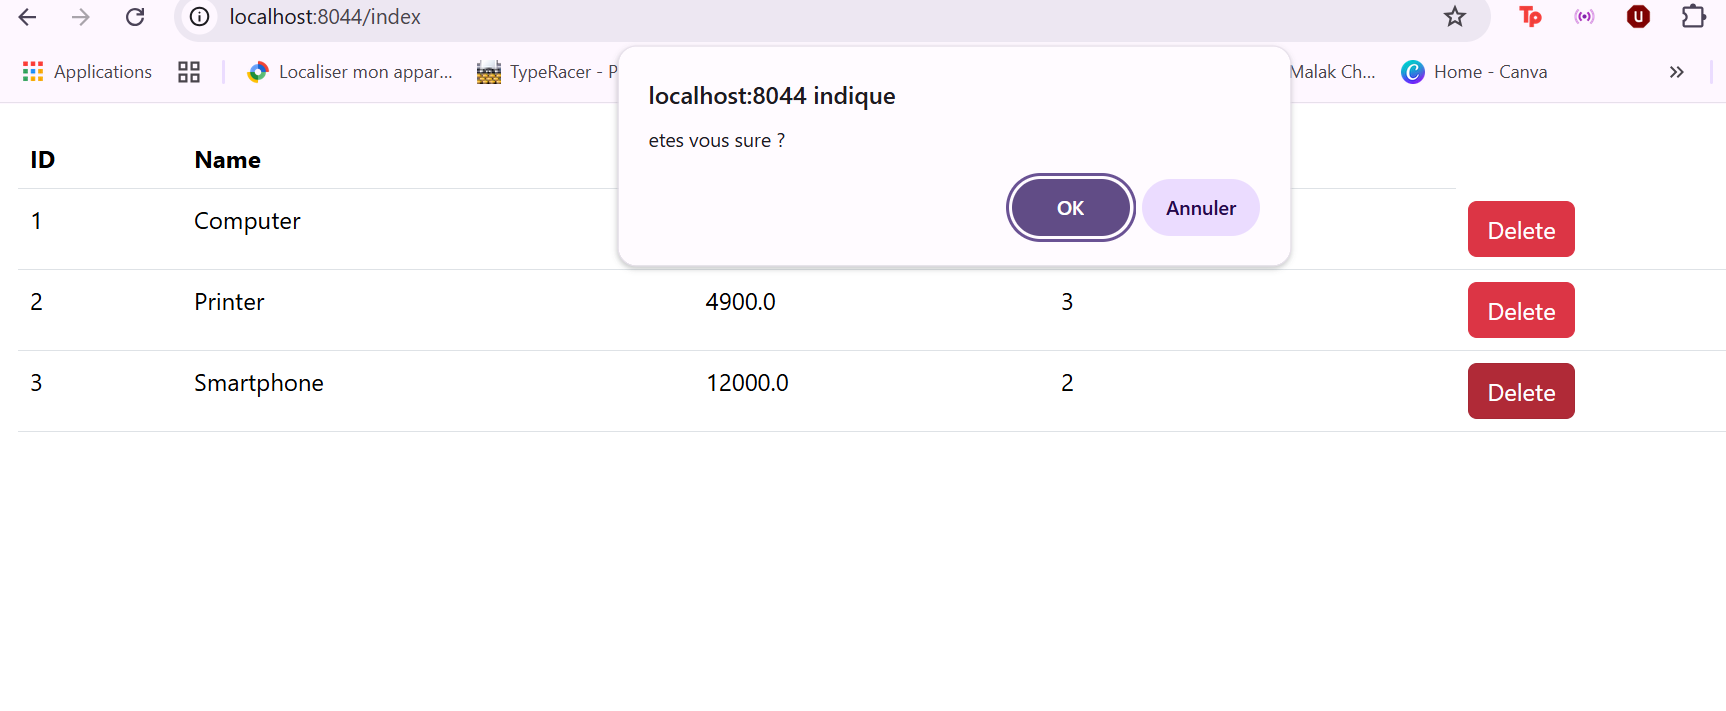 localhost:8044/index
Applications
Localiser mon appar...
TypeRacer - P
Malak Ch...
Home - Canva
localhost:8044 indique
etes vous sure ?
OK Annuler
ID Name
1 Computer Delete
2 Printer 4900.0 3 Delete
3 Smartphone 12000.0 2 Delete